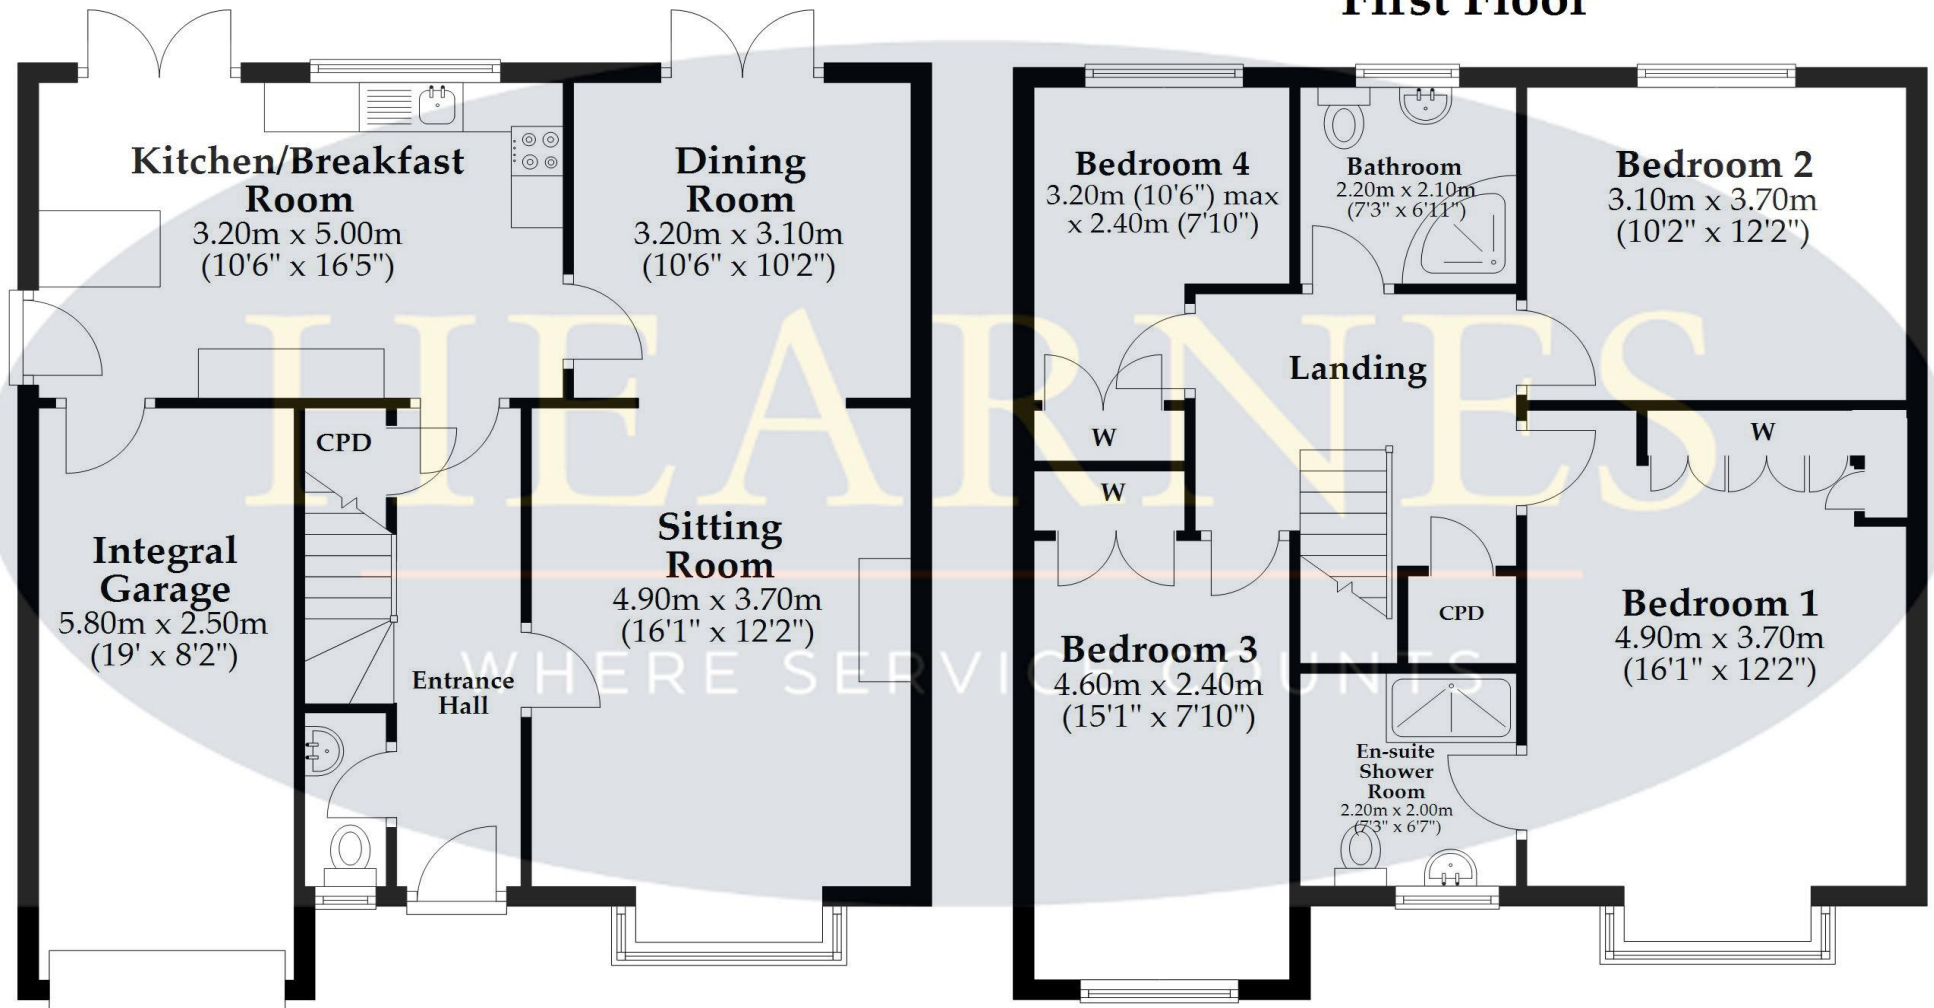 First Floor
Kitchen/Breakfast
Room
3.20m x 5.00m
(10'6" x 16'5")
Dining
Room
3.20m x 3.10m
(10'6" x 10'2")
CPD
Integral
Garage
5.80m x 2.50m
(19' x 8'2")
Sitting
Room
4.90m x 3.70m
(16'1" x 12'2")
Entrance
Hall
Bedroom 4
3.20m (10'6") max
x 2.40m (7'10")
Bathroom
2.20m x 2.10m
(7'3" x 6'11")
Bedroom 2
3.10m x 3.70m
(10'2" x 12'2")
Landing
W
W
W
CPD
Bedroom 3
4.60m x 2.40m
(15'1" x 7'10")
Bedroom 1
4.90m x 3.70m
(16'1" x 12'2")
En-suite
Shower
Room
2.20m x 2.00m
(7'3" x 6'7")
HEARNES
WHERE SERVICE COUNTS